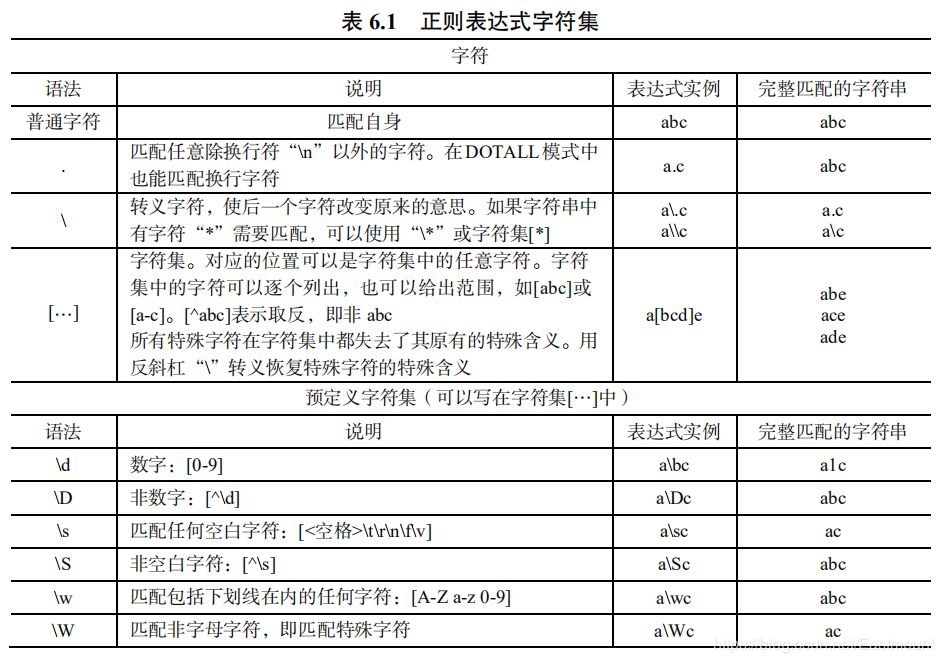 表 6.1 正则表达式字符集
字符
语法 说明 表达式实例 完整匹配的字符串
普通字符 匹配自身 abc abc
. 匹配任意除换行符“\n”以外的字符。在DOTALL模式中
也能匹配换行字符 a.c abc
\ 转义字符，使后一个字符改变原来的意思。如果字符串中
有字符“*”需要匹配，可以使用“\*”或字符集[*] a\.c a.c
a\\c a\c
[…] 字符集。对应的位置可以是字符集中的任意字符。字符
集中的字符可以逐个列出，也可以给出范围，如[abc]或
[a-c]。[^abc]表示取反，即非 abc
所有特殊字符在字符集中都失去了其原有的特殊含义。用
反斜杠“\”转义恢复特殊字符的特殊含义 a[bcd]e abe
ace
ade
预定义字符集（可以写在字符集[…]中）
语法 说明 表达式实例 完整匹配的字符串
\d 数字：[0-9] a\bc a1c
\D 非数字：[^\d] a\Dc abc
\s 匹配任何空白字符：[<空格>\t\r\n\f\v] a\sc ac
\S 非空白字符：[^\s] a\Sc abc
\w 匹配包括下划线在内的任何字符：[A-Z a-z 0-9] a\wc abc
\W 匹配非字母字符，即匹配特殊字符 a\Wc ac